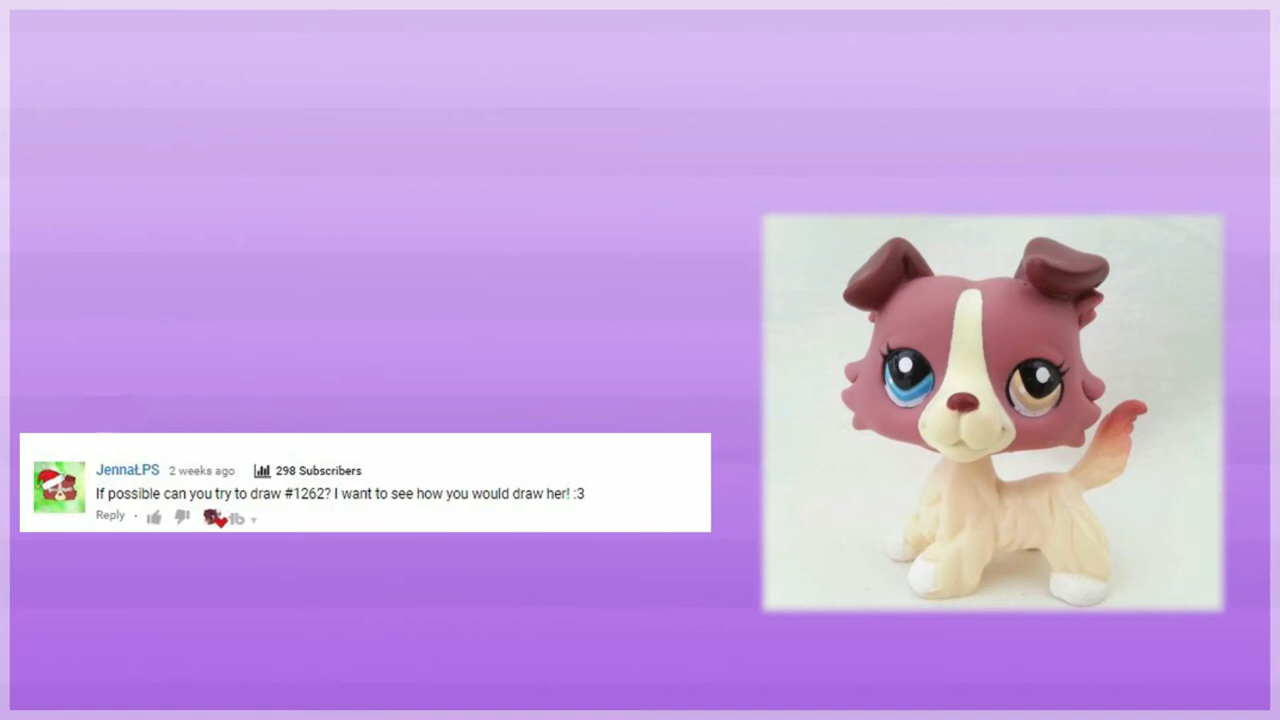 JennaŁPS 2 weeks ago 298 Subscribers
If possible can you try to draw #1262? I want to see how you would draw her! :3
Reply ·